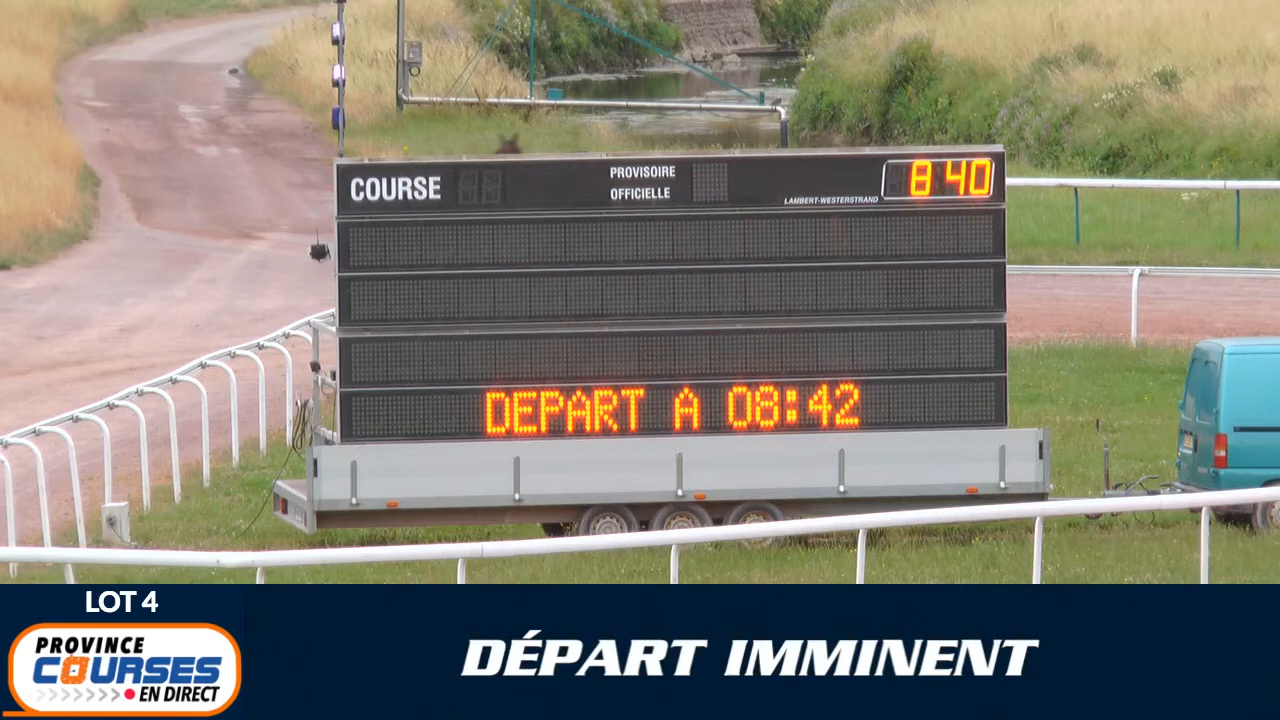 COURSE
PROVISOIRE
OFFICIELLE
LAMBERT-WESTERSTRAND
8 40
DEPART A 08:42
LOT 4
PROVINCE
COURSES
EN DIRECT
DÉPART IMMINENT